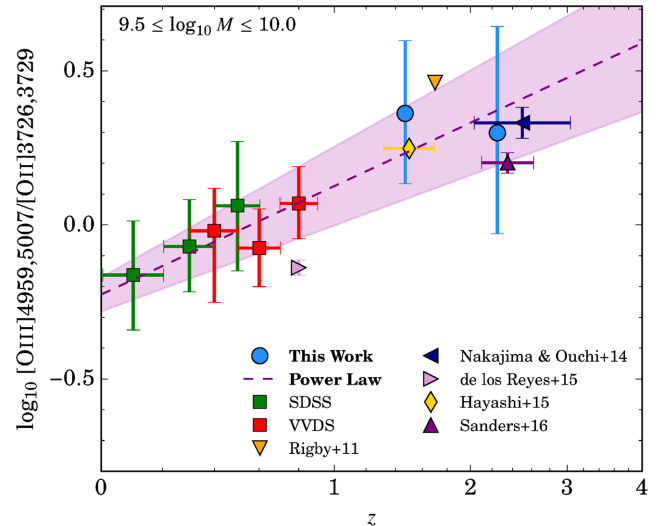 9.5 ≤ log₁₀ M ≤ 10.0
log₁₀ [OIII]4959,5007/[OII]3726,3729
0.5
0.0
−0.5
This Work
Power Law
SDSS
VVDS
Rigby+11
Nakajima & Ouchi+14
de los Reyes+15
Hayashi+15
Sanders+16
0 1 2 3 4
z